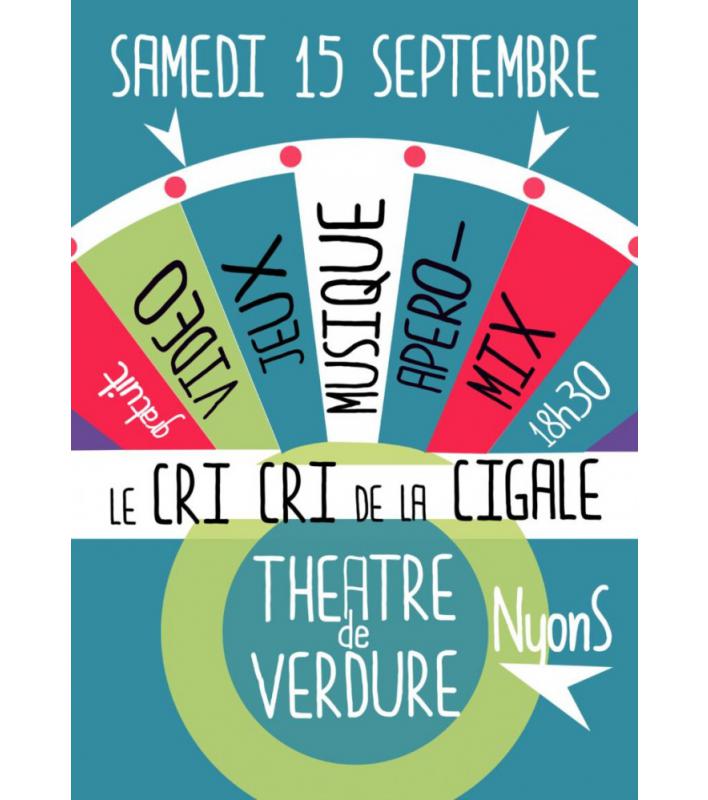 SAMEDI 15 SEPTEMBRE
gratuit
VIDEO
JEUX
MUSIQUE
APERO-
MIX
18h30
LE CRI CRI DE LA CIGALE
THEATRE
de
VERDURE
NyonS